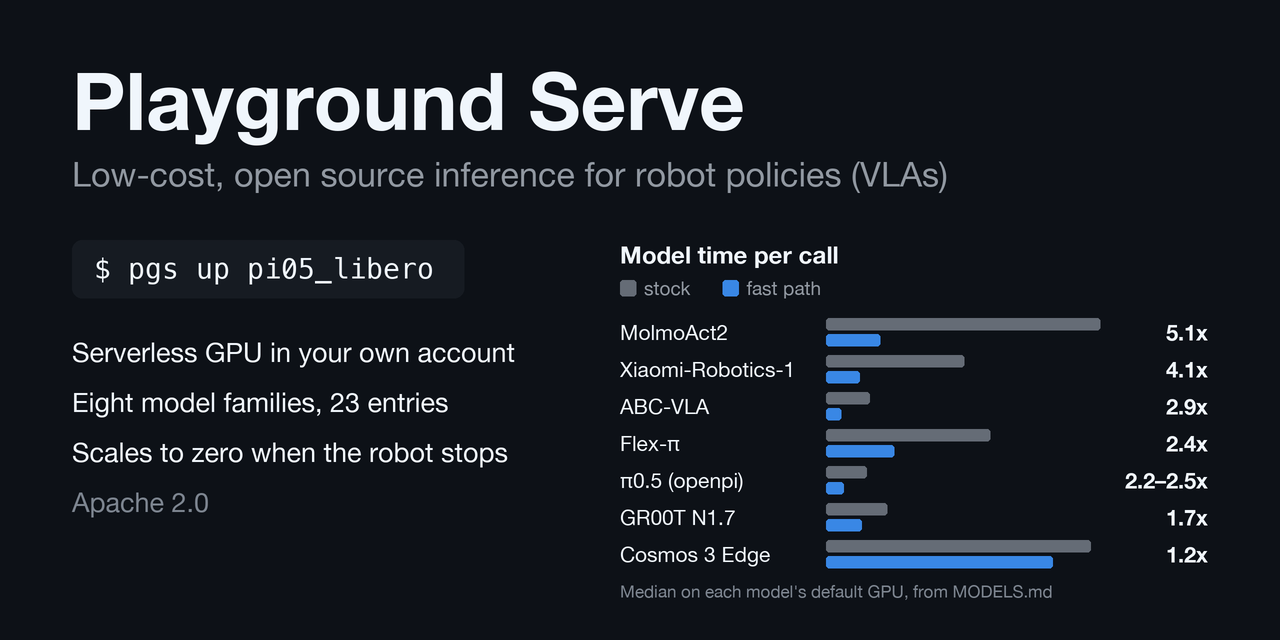 Playground Serve
Low-cost, open source inference for robot policies (VLAs)
$ pgs up pi05_libero
Serverless GPU in your own account
Eight model families, 23 entries
Scales to zero when the robot stops
Apache 2.0
Model time per call
stock fast path
MolmoAct2 5.1x
Xiaomi-Robotics-1 4.1x
ABC-VLA 2.9x
Flex-π 2.4x
π0.5 (openpi) 2.2–2.5x
GR00T N1.7 1.7x
Cosmos 3 Edge 1.2x
Median on each model's default GPU, from MODELS.md